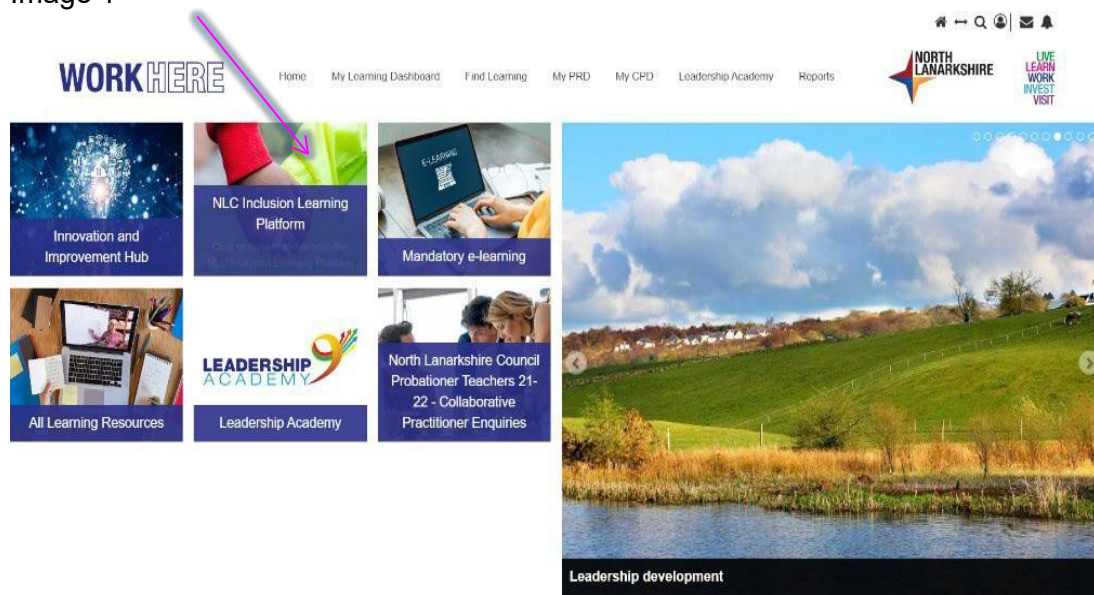 WORKHERE
Home My Learning Dashboard Find Learning My PRD My CPD Leadership Academy Reports
NORTH
LANARKSHIRE
LIVE
LEARN
WORK
INVEST
VISIT
Innovation and
Improvement Hub
NLC Inclusion Learning
Platform
E-LEARNING
Mandatory e-learning
All Learning Resources
LEADERSHIP
ACADEMY
Leadership Academy
North Lanarkshire Council
Probationer Teachers 21-
22 - Collaborative
Practitioner Enquiries
Leadership development